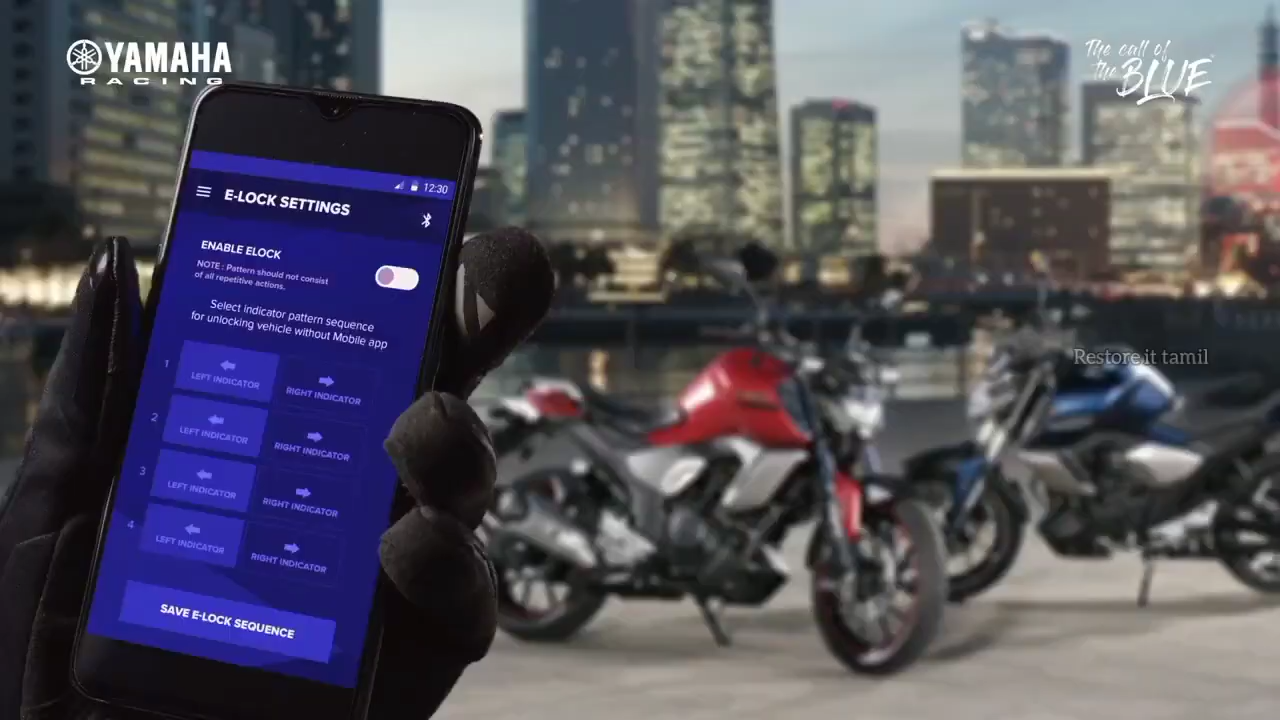 YAMAHA
RACING
The call of
the BLUE
12:30
E-LOCK SETTINGS
ENABLE ELOCK
NOTE : Pattern should not consist
of all repetitive actions.
Select indicator pattern sequence
for unlocking vehicle without Mobile app
1 LEFT INDICATOR RIGHT INDICATOR
2 LEFT INDICATOR RIGHT INDICATOR
3 LEFT INDICATOR RIGHT INDICATOR
4 LEFT INDICATOR RIGHT INDICATOR
SAVE E-LOCK SEQUENCE
Restore.it tamil